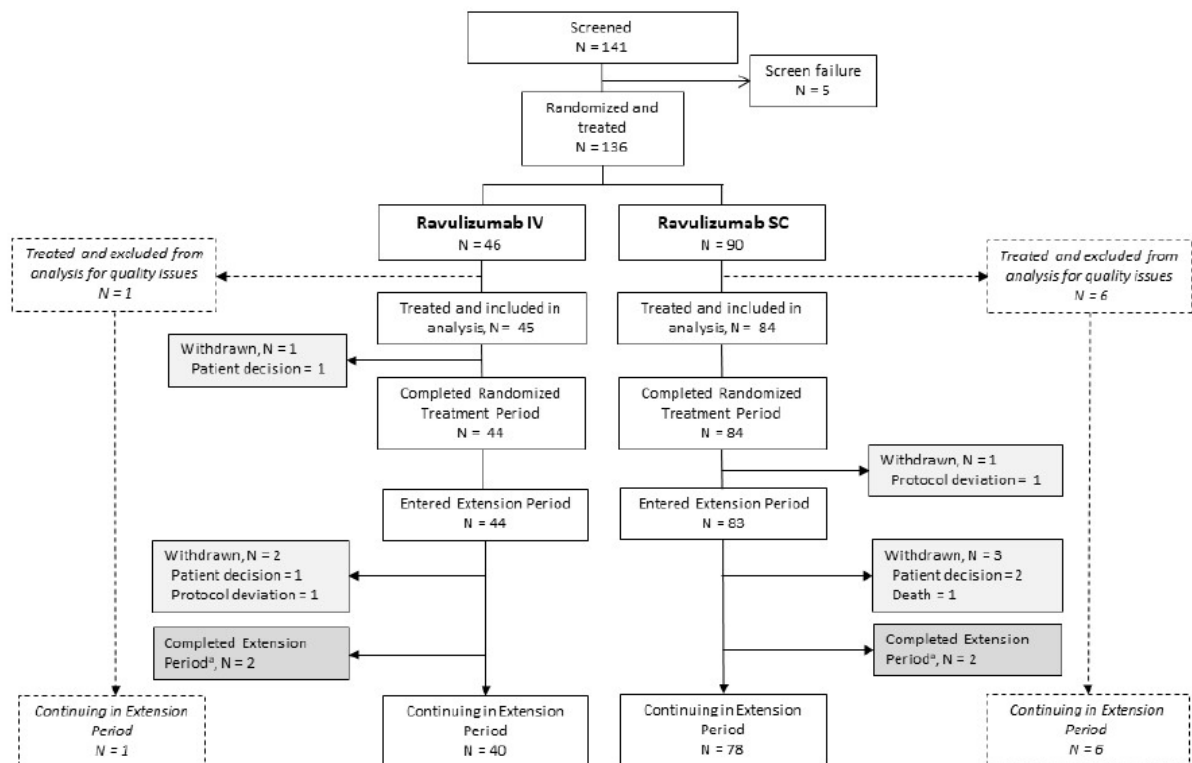 Screened
N = 141
Screen failure
N = 5
Randomized and
treated
N = 136
Ravulizumab IV
N = 46
Ravulizumab SC
N = 90
Treated and excluded from
analysis for quality issues
N = 1
Treated and excluded from
analysis for quality issues
N = 6
Treated and included in
analysis, N = 45
Treated and included in
analysis, N = 84
Withdrawn, N = 1
Patient decision = 1
Completed Randomized
Treatment Period
N = 44
Completed Randomized
Treatment Period
N = 84
Withdrawn, N = 1
Protocol deviation = 1
Entered Extension Period
N = 44
Entered Extension Period
N = 83
Withdrawn, N = 2
Patient decision = 1
Protocol deviation = 1
Withdrawn, N = 3
Patient decision = 2
Death = 1
Completed Extension
Periodᵃ, N = 2
Completed Extension
Periodᵃ, N = 2
Continuing in Extension
Period
N = 1
Continuing in Extension
Period
N = 40
Continuing in Extension
Period
N = 78
Continuing in Extension
Period
N = 6